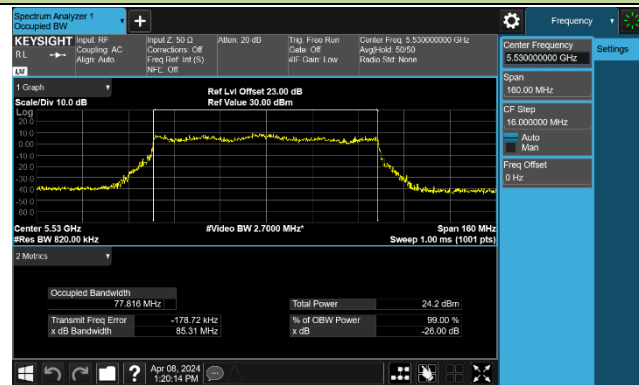 Spectrum Analyzer 1
Occupied BW
Frequency
KEYSIGHT
RL
Input: RF
Coupling: AC
Align: Auto
Input Z: 50 Ω
Corrections: Off
Freq Ref: Int (S)
NFE: Off
Atten: 20 dB
Trig: Free Run
Gate: Off
#IF Gain: Low
Center Freq: 5.530000000 GHz
Avg|Hold: 50/50
Radio Std: None
LXI
1 Graph
Scale/Div 10.0 dB
Ref Lvl Offset 23.00 dB
Ref Value 30.00 dBm
Log
20.0
10.0
0.00
-10.0
-20.0
-30.0
-40.0
-50.0
-60.0
Center 5.53 GHz
#Res BW 820.00 kHz
#Video BW 2.7000 MHz*
Span 160 MHz
Sweep 1.00 ms (1001 pts)
2 Metrics
Occupied Bandwidth
77.816 MHz
Transmit Freq Error
-178.72 kHz
x dB Bandwidth
85.31 MHz
Total Power
24.2 dBm
% of OBW Power
99.00 %
x dB
-26.00 dB
Center Frequency
5.530000000 GHz
Span
160.00 MHz
CF Step
16.000000 MHz
Auto
Man
Freq Offset
0 Hz
Settings
?
Apr 08, 2024
1:20:14 PM